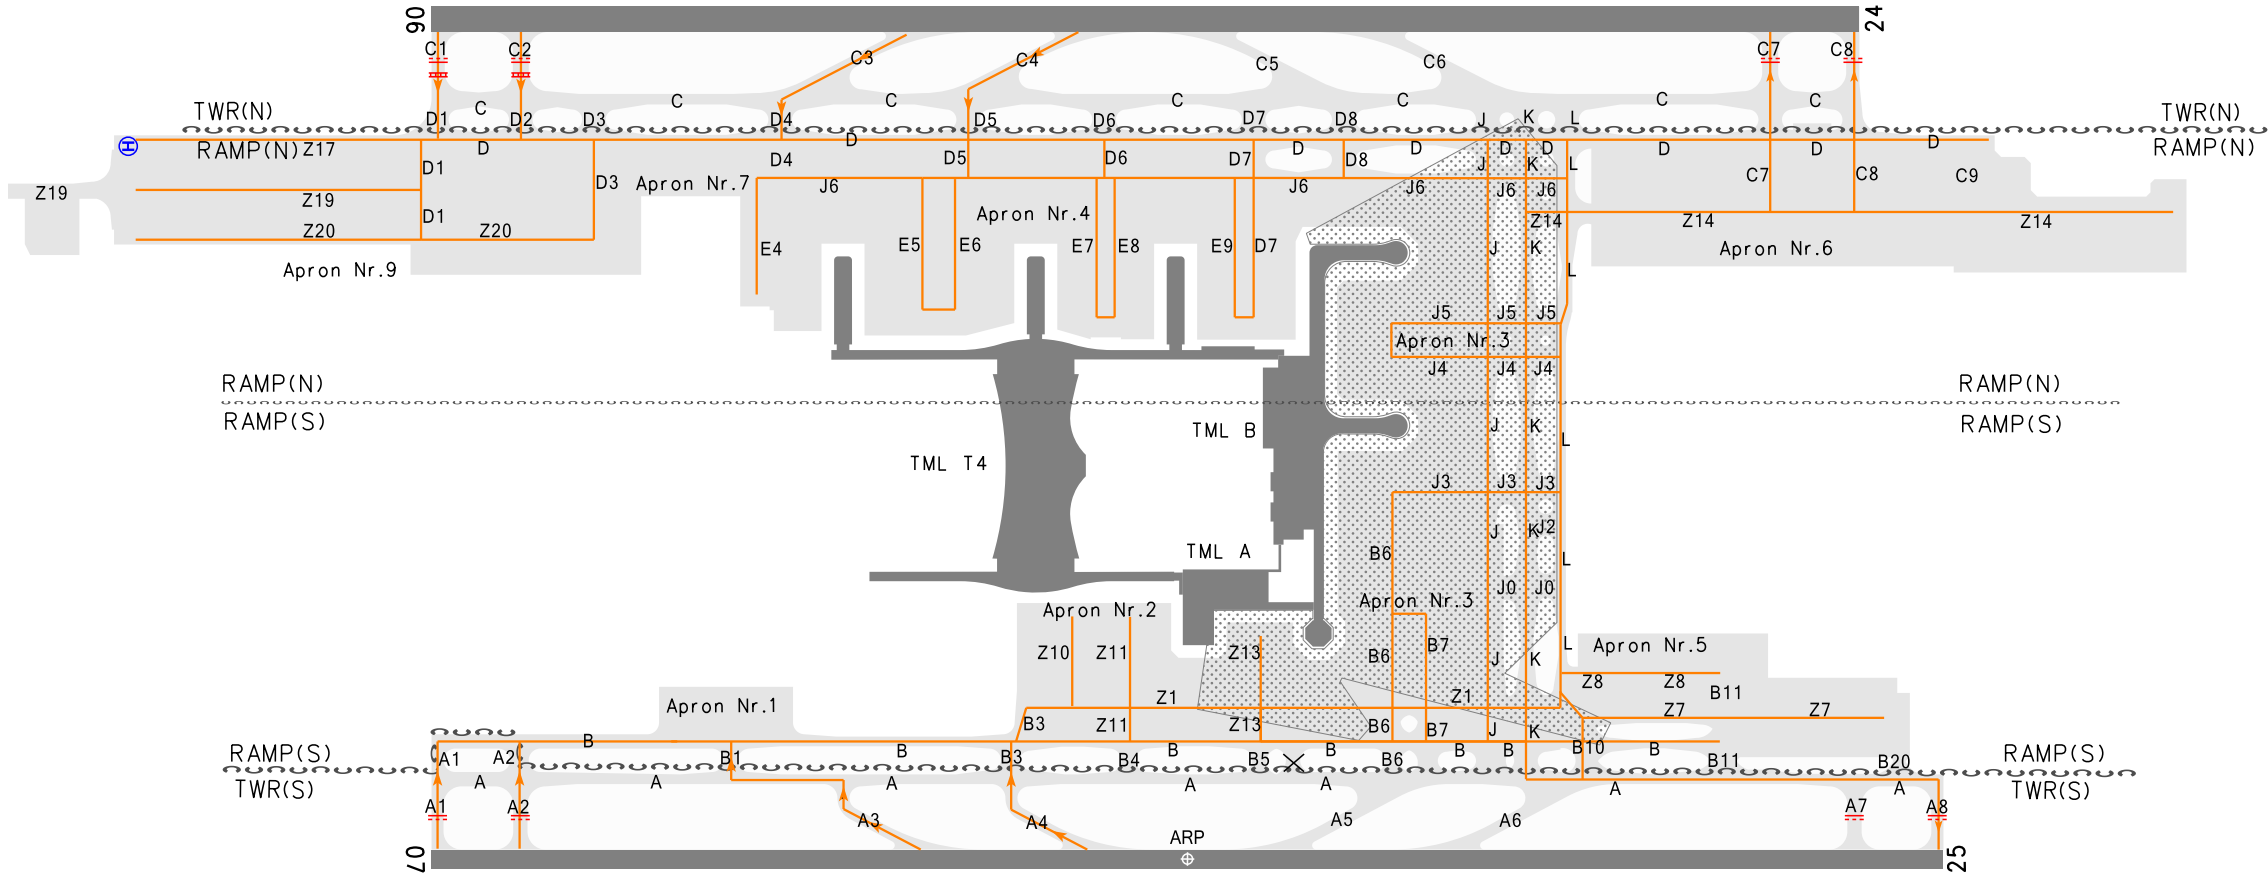 06
24
C1
C2
C3
C4
C5
C6
C7
C8
TWR(N)
C
C
C
C
C
C
C
TWR(N)
D1
D2
D3
D4
D5
D6
D7
D8
J
K
L
RAMP(N)
Z17
D
D
D
D
D
D
D
D
D
RAMP(N)
D1
D4
D5
D6
D7
D8
J
K
L
Z19
Z19
D3
Apron Nr.7
J6
J6
J6
J6
J6
C7
C8
C9
D1
Apron Nr.4
Z20
Z20
Z14
Z14
Z14
Apron Nr.9
E4
E5
E6
E7
E8
E9
D7
J
K
L
Apron Nr.6
J5
J5
J5
Apron Nr.3
J4
J4
J4
RAMP(N)
RAMP(N)
RAMP(S)
RAMP(S)
TML B
J
K
L
TML T4
J3
J3
J3
TML A
B6
J
K
J2
L
J0
J0
Apron Nr.2
Apron Nr.3
Z10
Z11
Z13
B6
B7
J
K
L
Apron Nr.5
Z8
Z8
B11
Apron Nr.1
Z1
Z1
Z7
Z7
B3
Z11
Z13
B6
B7
J
K
RAMP(S)
B
B
B
B
B
B
B10
B
RAMP(S)
A1
A2
B1
B3
B4
B5
B6
B11
B20
TWR(S)
A
A
A
A
A
A
A
TWR(S)
A1
A2
A3
A4
A5
A6
A7
A8
ARP
07
25